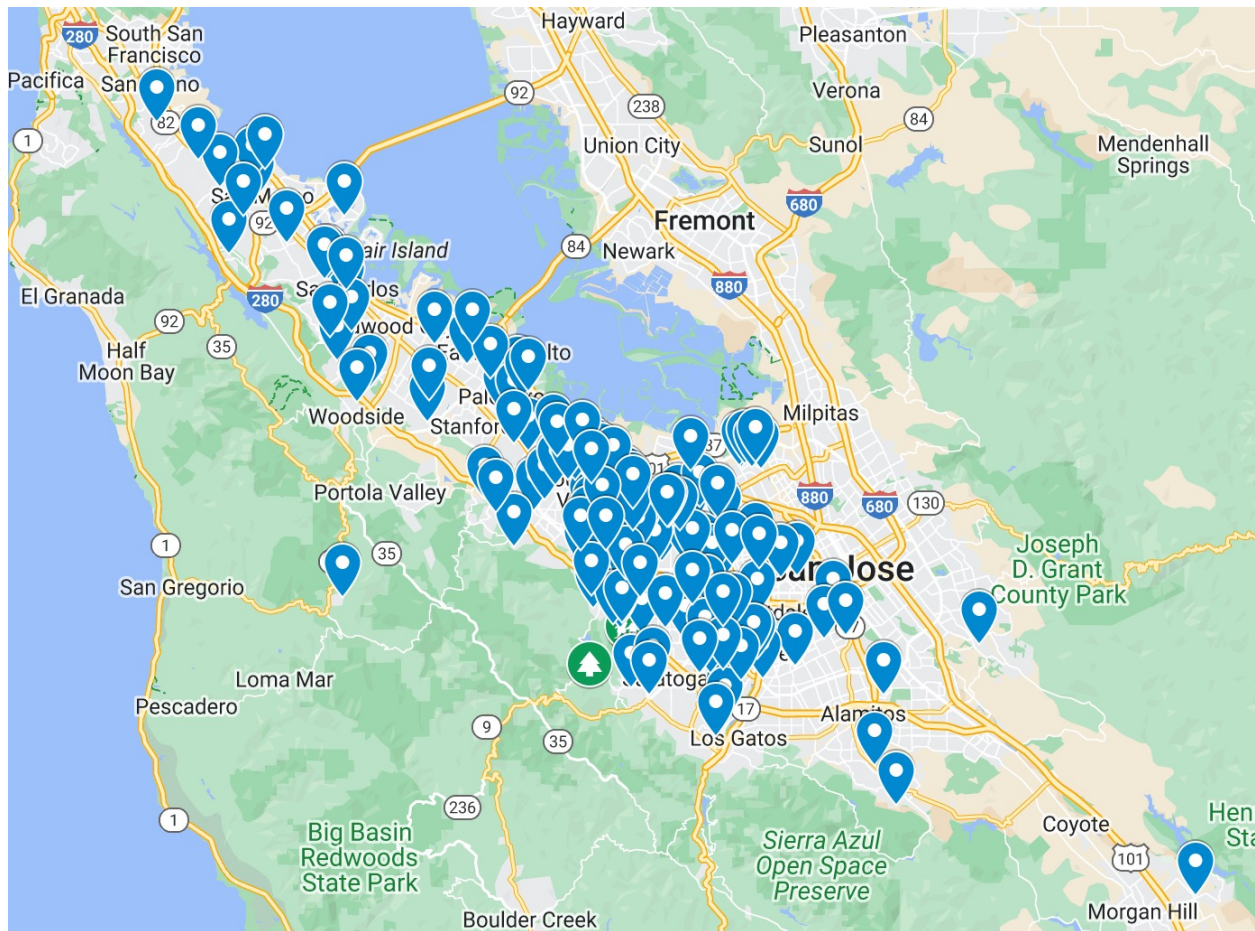 Hayward
280
South San
Francisco
Pleasanton
Pacifica
92
Verona
238
82
84
1
Union City
Sunol
Mendenhall
Springs
680
Fremont
92
84
Newark
880
El Granada
280
92
35
Half
Moon Bay
Woodside
Milpitas
Portola Valley
880
680
130
1
35
Joseph
D. Grant
County Park
San Gregorio
Loma Mar
Pescadero
9
17
Alamitos
35
Los Gatos
236
1
Big Basin
Redwoods
State Park
Sierra Azul
Open Space
Preserve
Coyote
101
Boulder Creek
Morgan Hill